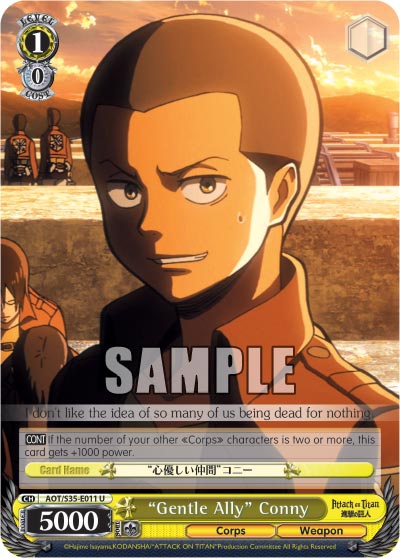 LEVEL
1
0
COST
SAMPLE
I don't like the idea of so many of us being dead for nothing.
CONT If the number of your other «Corps» characters is two or more, this
card gets +1000 power.
Card Name
“心優しい仲間”コニー
CH AOT/S35-E011 U
5000
“Gentle Ally” Conny
Attack on Titan
進撃の巨人
Corps
Weapon
©Hajime Isayama,KODANSHA/"ATTACK ON TITAN"PRODUCTION COMMITTEE.